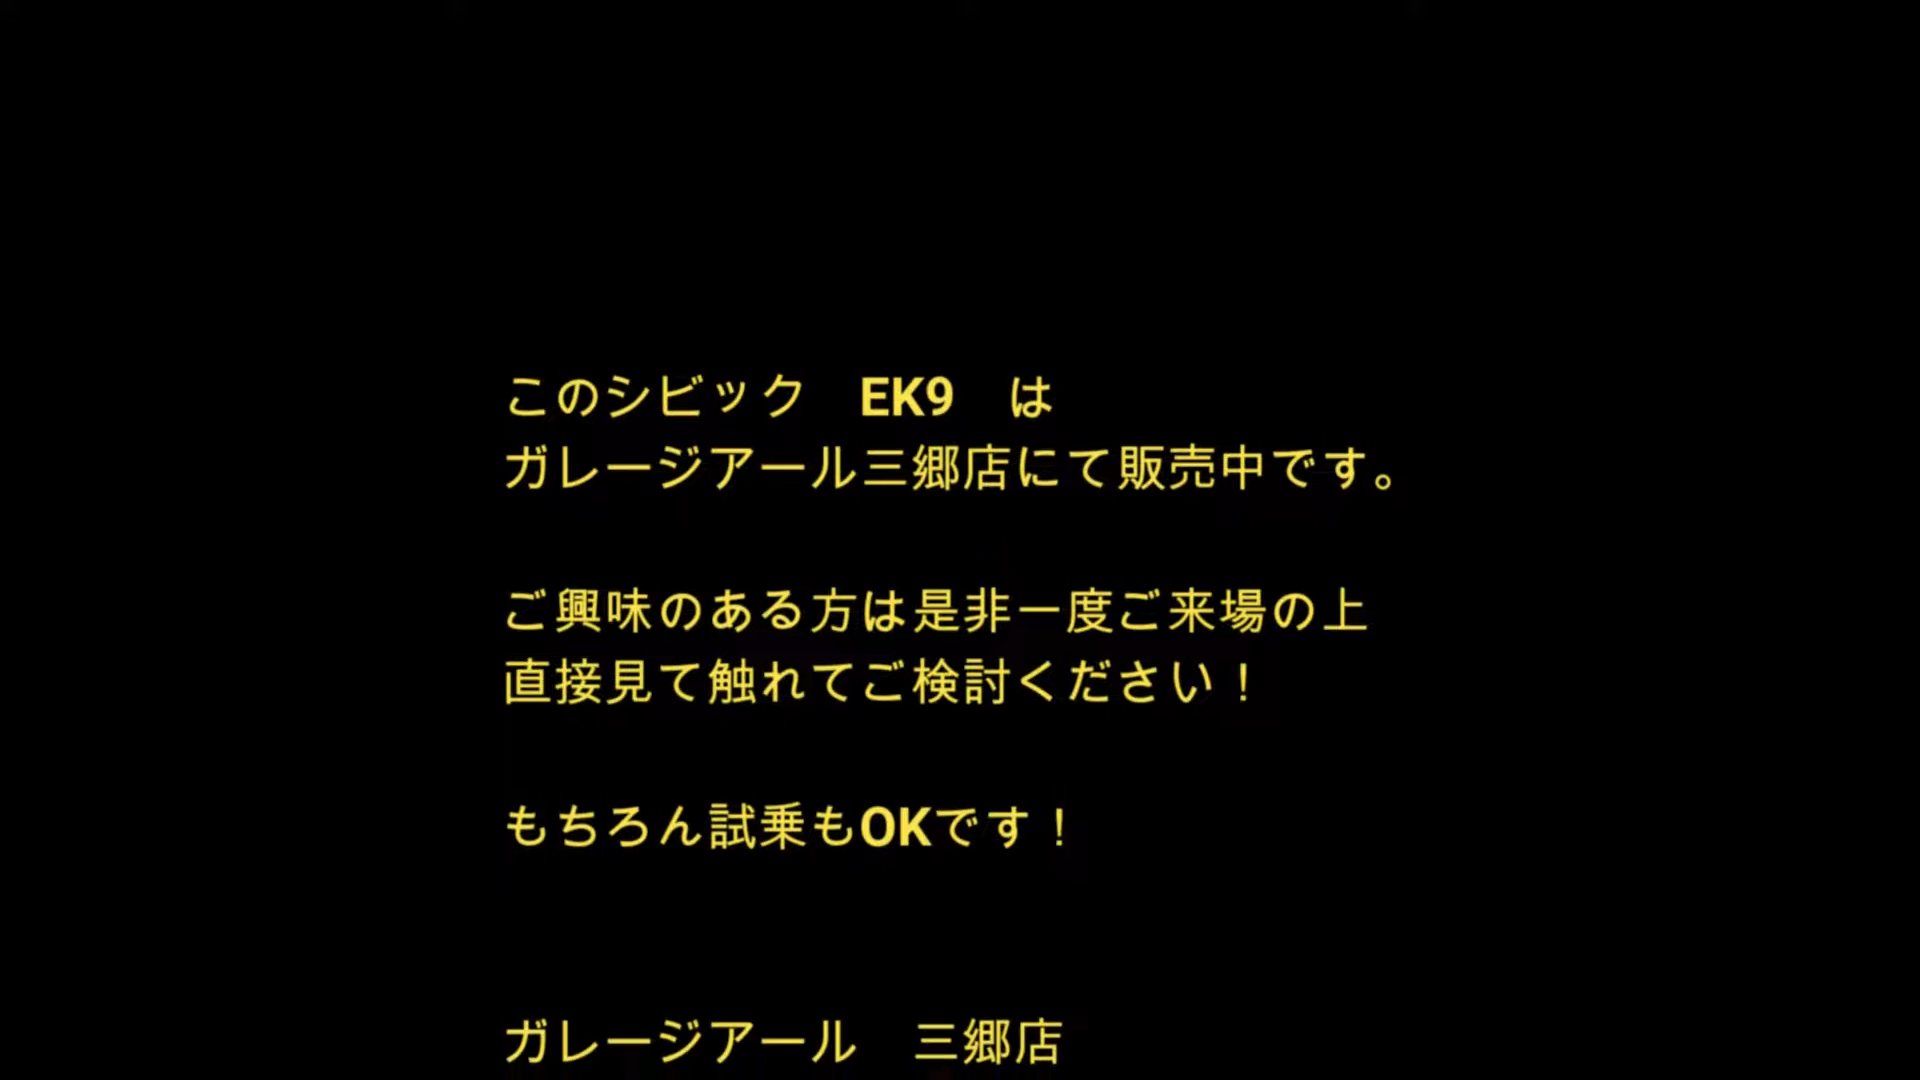 このシビック　EK9　は
ガレージアール三郷店にて販売中です。
ご興味のある方は是非一度ご来場の上
直接見て触れてご検討ください！
もちろん試乗もOKです！
ガレージアール　三郷店